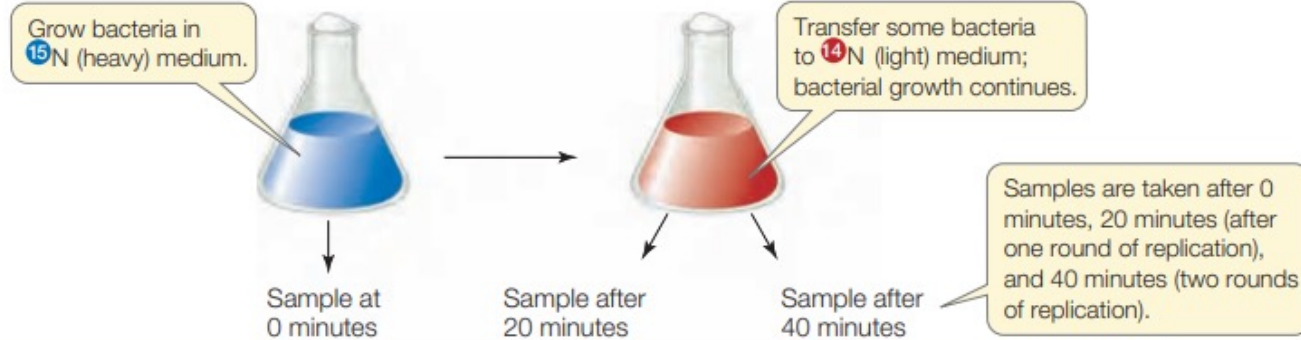 Grow bacteria in
15N (heavy) medium.
Transfer some bacteria
to 14N (light) medium;
bacterial growth continues.
Samples are taken after 0
minutes, 20 minutes (after
one round of replication),
and 40 minutes (two rounds
of replication).
Sample at
0 minutes
Sample after
20 minutes
Sample after
40 minutes